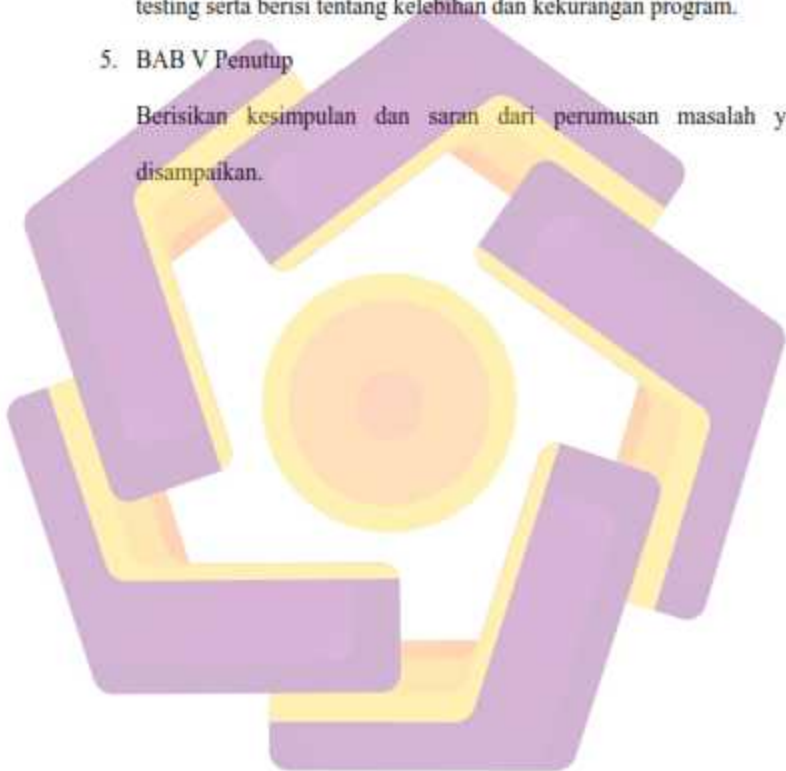 testing serta berisi tentang kelebihan dan kekurangan program.
5. BAB V Penutup
Berisikan kesimpulan dan saran dari perumusan masalah y
disampaikan.